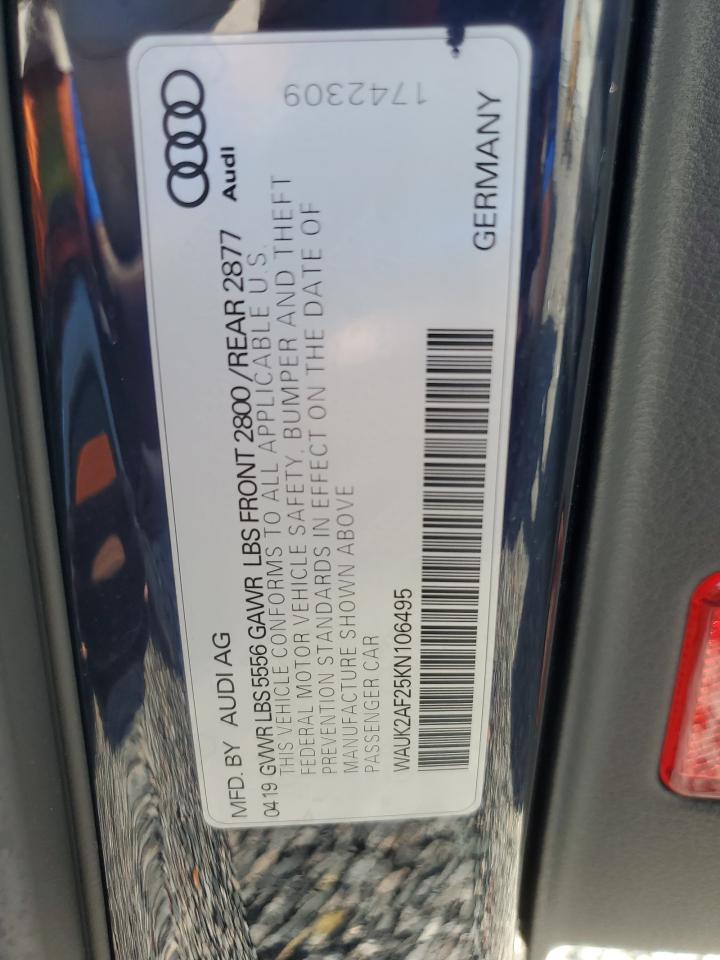 MFD. BY AUDI AG
0419 GVWR LBS 5556 GAWR LBS FRONT 2800 /REAR 2877
THIS VEHICLE CONFORMS TO ALL APPLICABLE U.S.
FEDERAL MOTOR VEHICLE SAFETY, BUMPER AND THEFT
PREVENTION STANDARDS IN EFFECT ON THE DATE OF
MANUFACTURE SHOWN ABOVE
PASSENGER CAR
WAUK2AF25KN106495
Audi
1742309
GERMANY